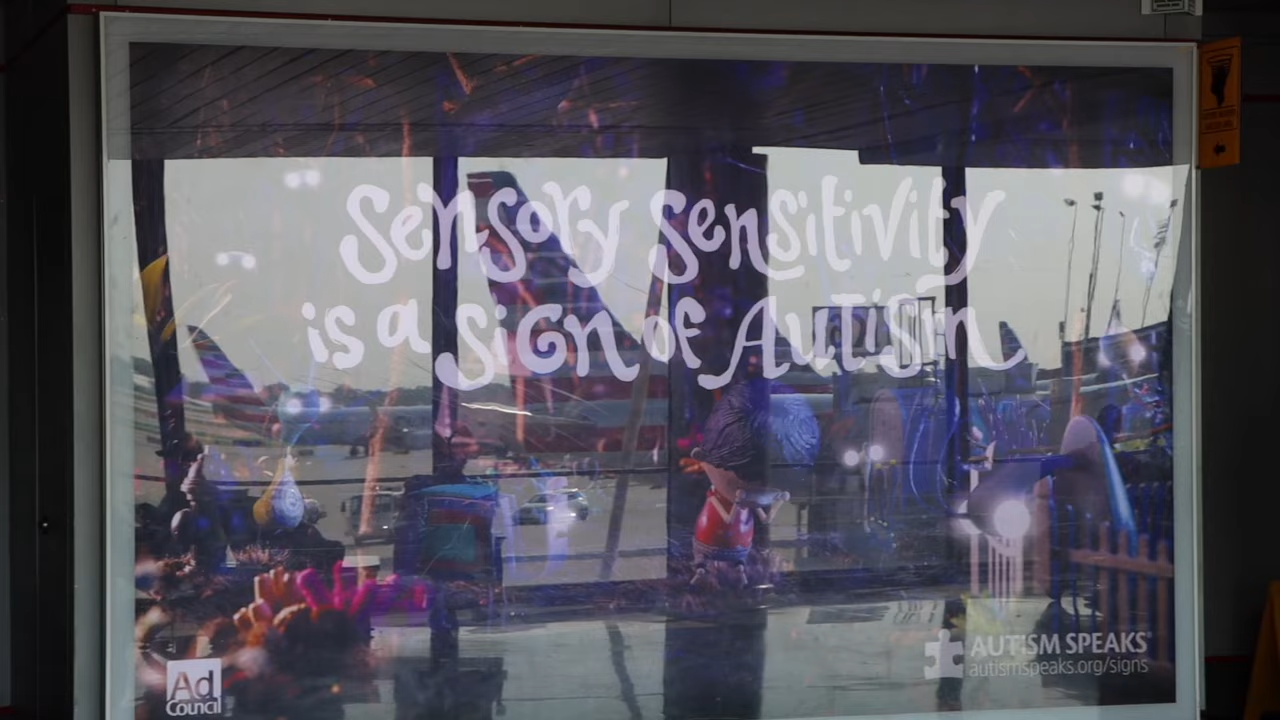 Sensory Sensitivity
is a Sign of Autism
AUTISM SPEAKS®
autismspeaks.org/signs
Ad
Council